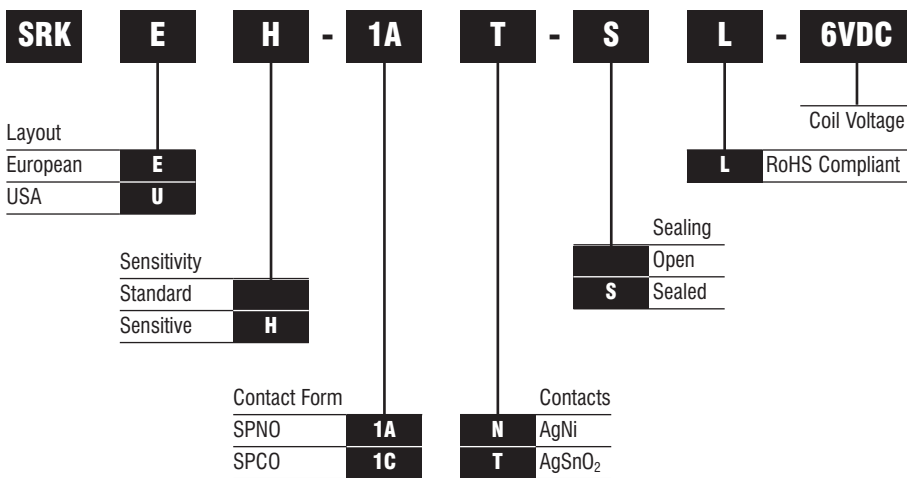 SRK E H - 1A T - S L - 6VDC
Coil Voltage
Layout
European E
USA U
L RoHS Compliant
Sensitivity
Standard
Sensitive H
Sealing
Open
S Sealed
Contact Form
SPNO 1A
SPCO 1C
Contacts
N AgNi
T AgSnO₂